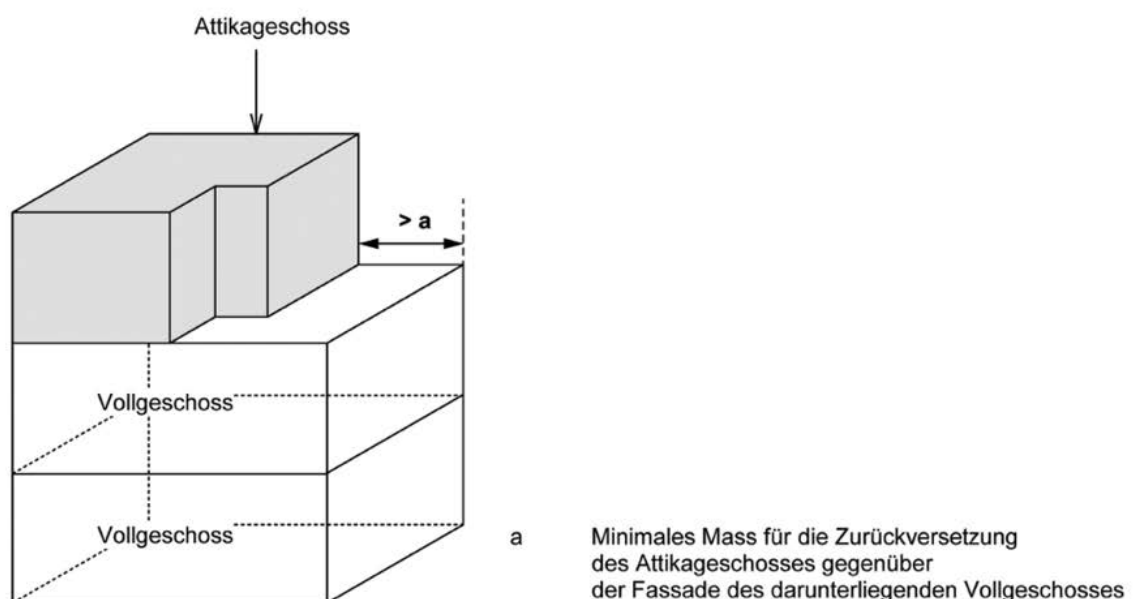 Attikageschoss
> a
Vollgeschoss
Vollgeschoss
a Minimales Mass für die Zurückversetzung
des Attikageschosses gegenüber
der Fassade des darunterliegenden Vollgeschosses